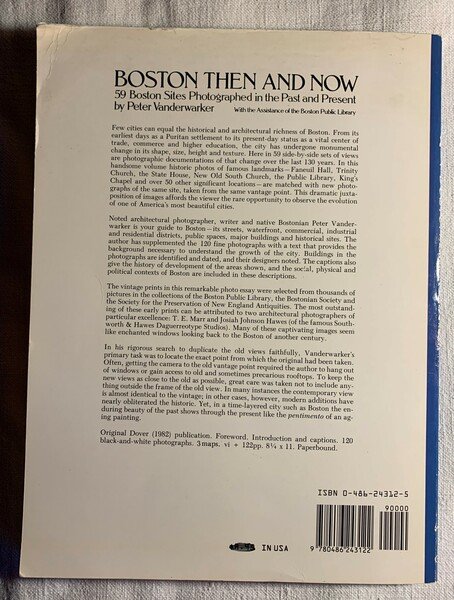 BOSTON THEN AND NOW
59 Boston Sites Photographed in the Past and Present
by Peter Vanderwarker With the Assistance of the Boston Public Library
Few cities can equal the historical and architectural richness of Boston. From its
earliest days as a Puritan settlement to its present-day status as a vital center of
trade, commerce and higher education, the city has undergone monumental
change in its shape, size, height and texture. Here in 59 side-by-side sets of views
are photographic documentations of that change over the last 130 years. In this
handsome volume historic photos of famous landmarks—Faneuil Hall, Trinity
Church, the State House, New Old South Church, the Public Library, King's
Chapel and over 50 other significant locations—are matched with new photo-
graphs of the same site, taken from the same vantage point. This dramatic juxta-
position of images affords the viewer the rare opportunity to observe the evolution
of one of America's most beautiful cities.
Noted architectural photographer, writer and native Bostonian Peter Vander-
warker is your guide to Boston—its streets, waterfront, commercial, industrial
and residential districts, public spaces, major buildings and historical sites. The
author has supplemented the 120 fine photographs with a text that provides the
background necessary to understand the growth of the city. Buildings in the
photographs are identified and dated, and their designers noted. The captions also
give the history of development of the areas shown, and the social, physical and
political contexts of Boston are included in these descriptions.
The vintage prints in this remarkable photo essay were selected from thousands of
pictures in the collections of the Boston Public Library, the Bostonian Society and
the Society for the Preservation of New England Antiquities. The most outstand-
ing of these early prints can be attributed to two architectural photographers of
particular excellence: T. E. Marr and Josiah Johnson Hawes (of the famous South-
worth & Hawes Daguerreotype Studios). Many of these captivating images seem
like enchanted windows looking back to the Boston of another century.
In his rigorous search to duplicate the old views faithfully, Vanderwarker's
primary task was to locate the exact point from which the original had been taken.
Often, getting the camera to the old vantage point required the author to hang out
of windows or gain access to old and sometimes precarious rooftops. To keep the
new views as close to the old as possible, great care was taken not to include any-
thing outside the frame of the old view. In many instances the contemporary view
is almost identical to the vintage; in other cases, however, modern additions have
nearly obliterated the historic. Yet, in a time-layered city such as Boston the en-
during beauty of the past shows through the present like the pentimento of an ag-
ing painting.
Original Dover (1982) publication. Foreword. Introduction and captions. 120
black-and-white photographs. 3 maps. vi + 122pp. 8¼ x 11. Paperbound.
ISBN 0-486-24312-5
90000
9 780486 243122
IN USA